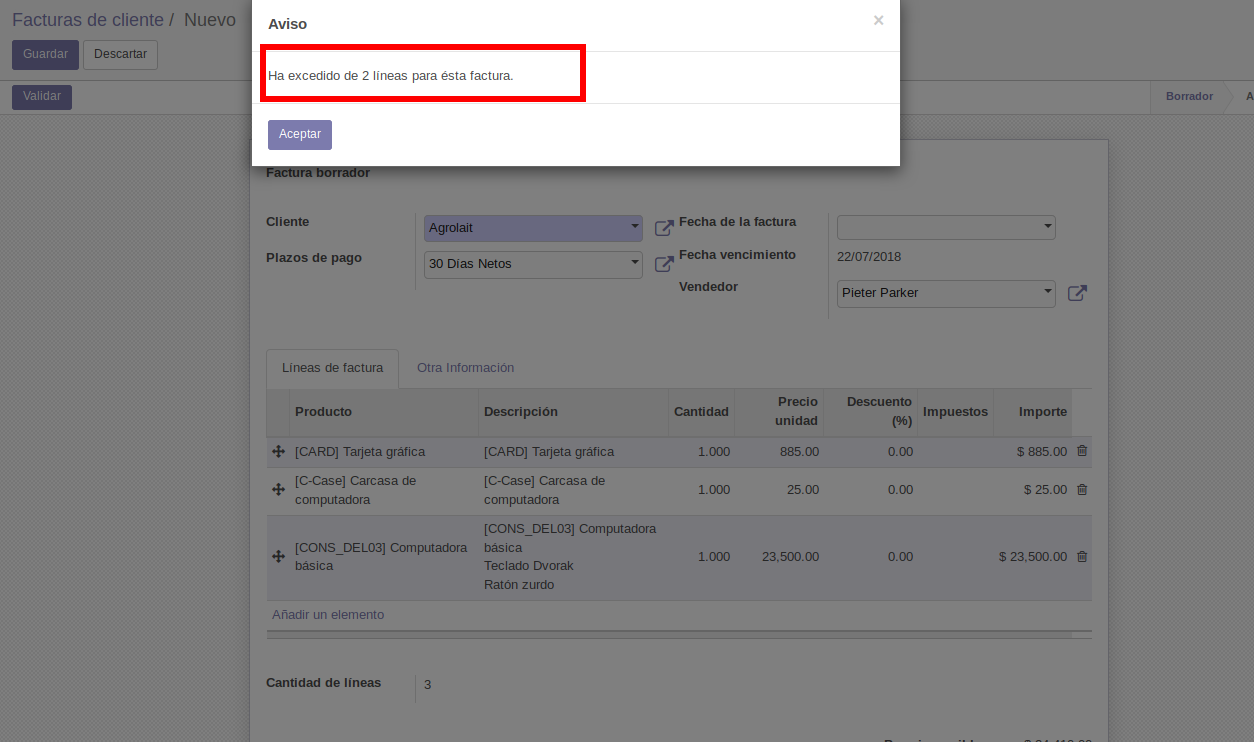 Facturas de cliente / Nuevo
Guardar Descartar
Validar
Borrador A
Aviso ×
Ha excedido de 2 líneas para ésta factura.
Aceptar
Factura borrador
Cliente Agrolait Fecha de la factura
Plazos de pago 30 Días Netos Fecha vencimiento 22/07/2018
Vendedor Pieter Parker
Líneas de factura Otra Información
Producto Descripción Cantidad Precio unidad Descuento (%) Impuestos Importe
[CARD] Tarjeta gráfica [CARD] Tarjeta gráfica 1.000 885.00 0.00 $ 885.00
[C-Case] Carcasa de [C-Case] Carcasa de
computadora computadora 1.000 25.00 0.00 $ 25.00
[CONS_DEL03] Computadora
básica
[CONS_DEL03] Computadora
básica
Teclado Dvorak
Ratón zurdo
1.000 23,500.00 0.00 $ 23,500.00
Añadir un elemento
Cantidad de líneas 3